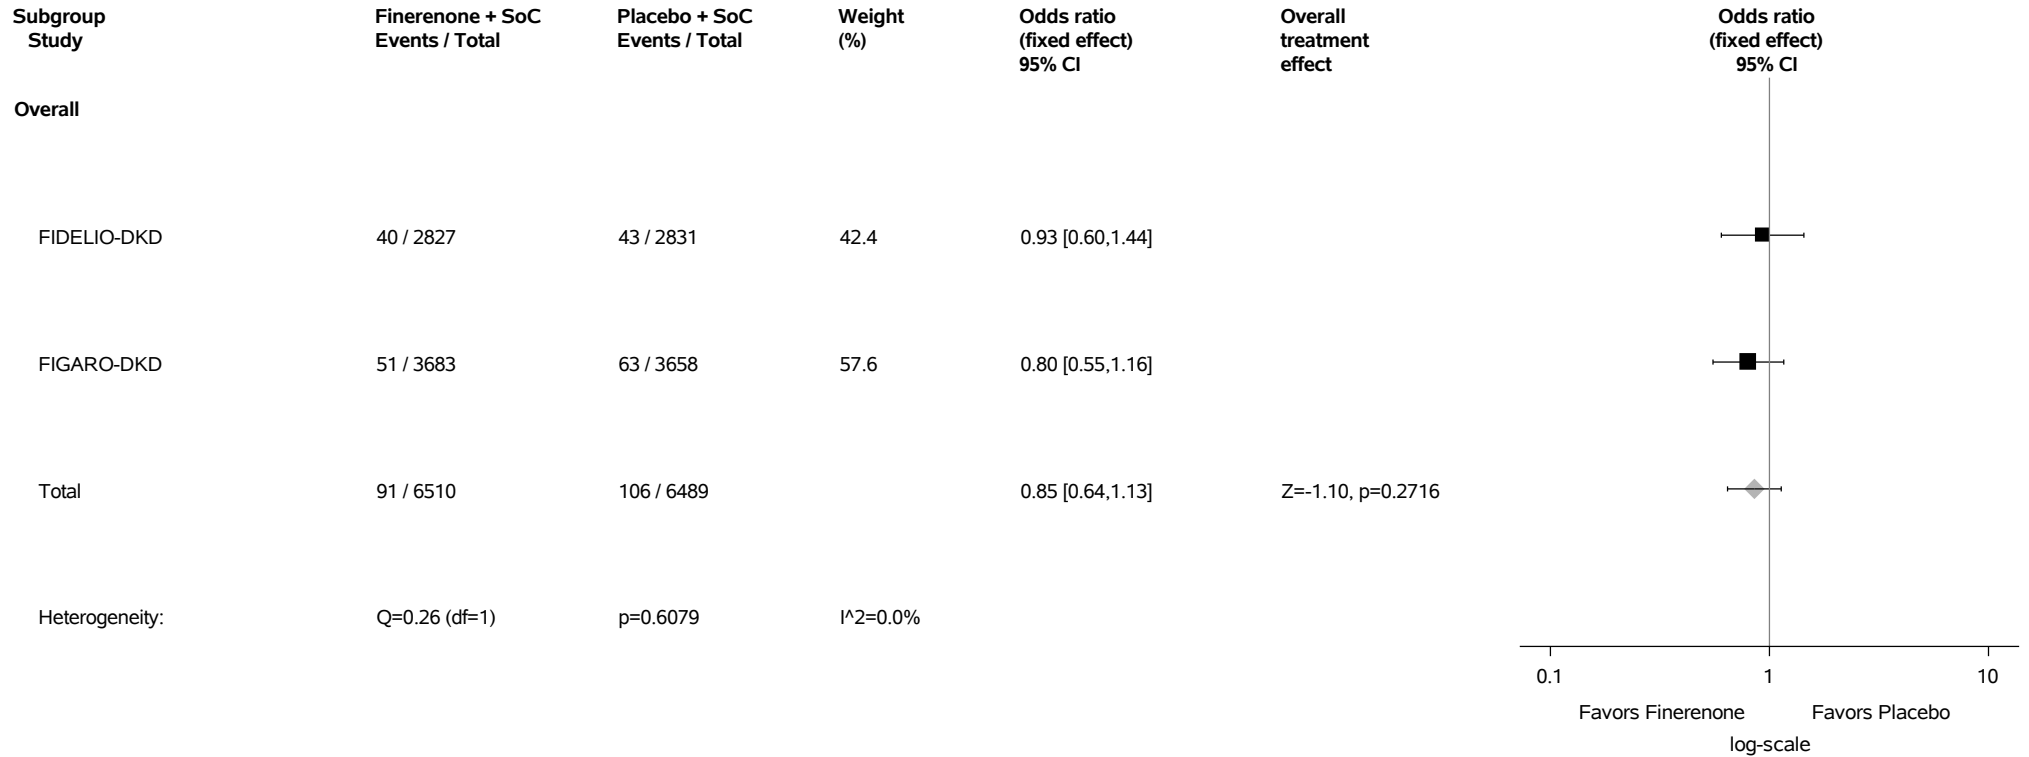 Subgroup Finerenone + SoC Placebo + SoC Weight Odds ratio Overall Odds ratio
Study Events / Total Events / Total (%) (fixed effect) treatment (fixed effect)
95% CI effect 95% CI
Overall
FIDELIO-DKD 40 / 2827 43 / 2831 42.4 0.93 [0.60,1.44]
FIGARO-DKD 51 / 3683 63 / 3658 57.6 0.80 [0.55,1.16]
Total 91 / 6510 106 / 6489 0.85 [0.64,1.13] Z=-1.10, p=0.2716
Heterogeneity: Q=0.26 (df=1) p=0.6079 I^2=0.0%
0.1 1 10
Favors Finerenone Favors Placebo
log-scale